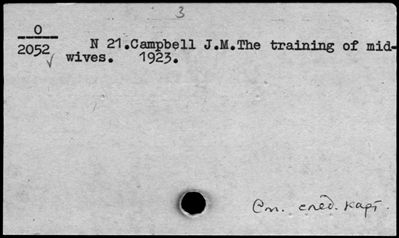 3
0
2052
N 21.Campbell J.M.The training of mid-
wives. 1923.
См. след. карт.